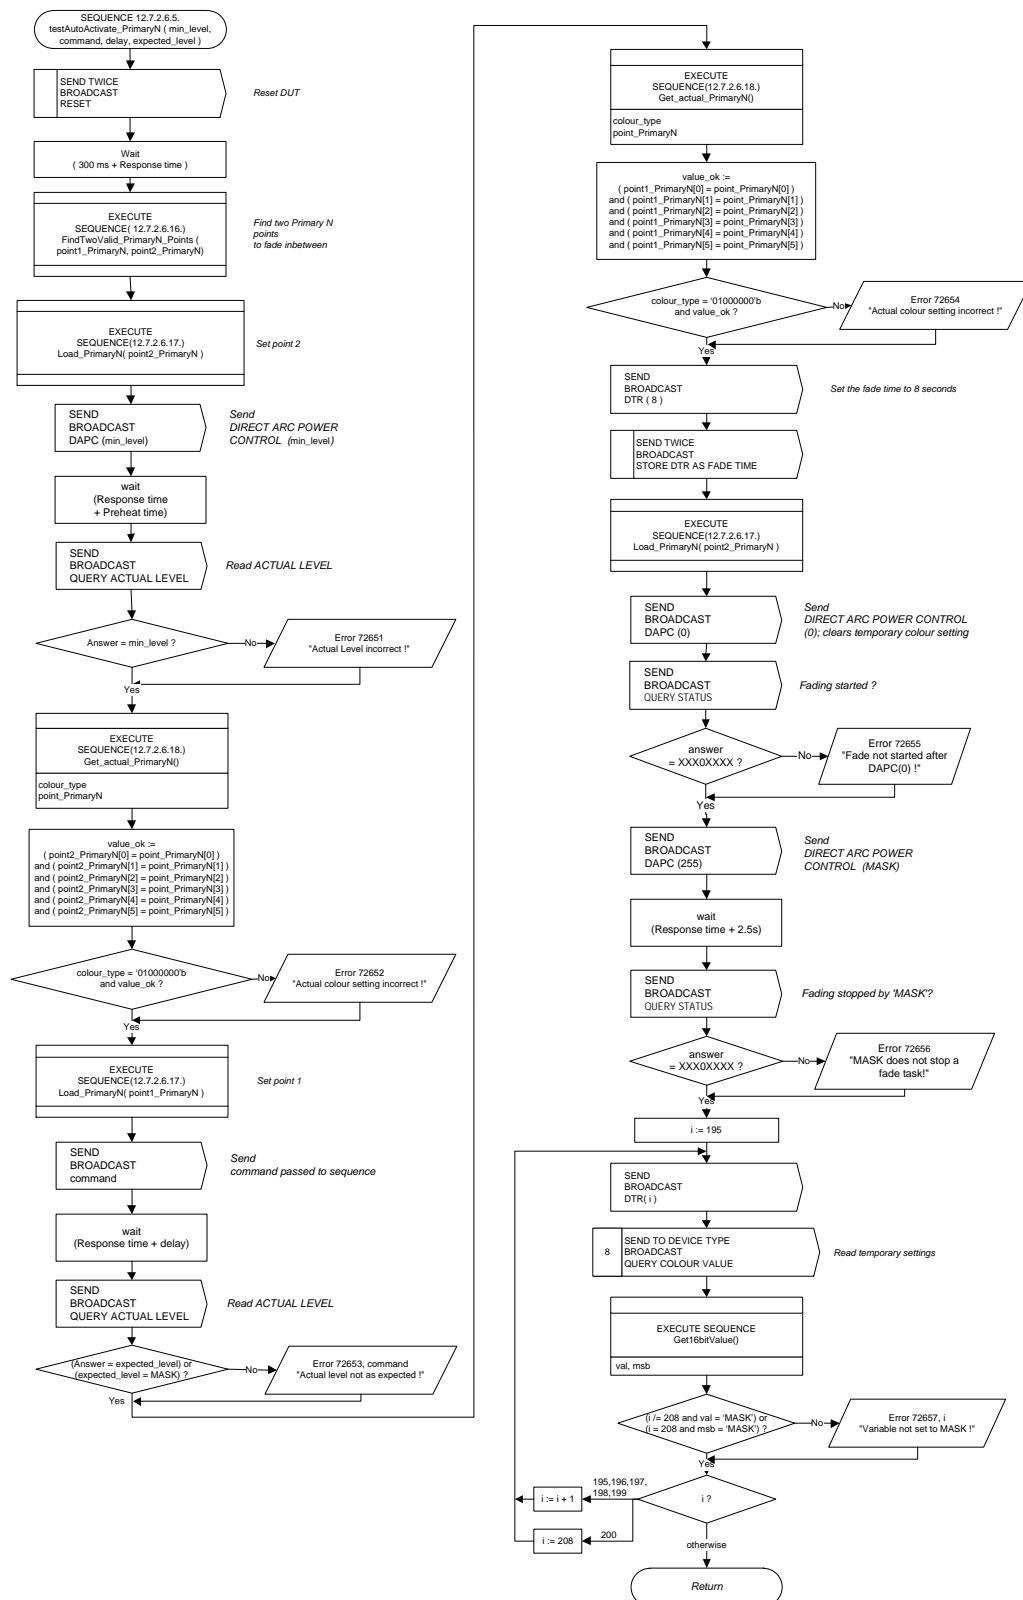 SEQUENCE 12.7.2.6.5.
testAutoActivate_PrimaryN ( min_level,
command, delay, expected_level )
SEND TWICE
BROADCAST
RESET
Reset DUT
Wait
( 300 ms + Response time )
EXECUTE
SEQUENCE( 12.7.2.6.16.)
FindTwoValid_PrimaryN_Points (
point1_PrimaryN, point2_PrimaryN)
Find two Primary N
points
to fade inbetween
EXECUTE
SEQUENCE(12.7.2.6.17.)
Load_PrimaryN( point2_PrimaryN )
Set point 2
SEND
BROADCAST
DAPC (min_level)
Send
DIRECT ARC POWER
CONTROL (min_level)
wait
(Response time
+ Preheat time)
SEND
BROADCAST
QUERY ACTUAL LEVEL
Read ACTUAL LEVEL
Answer = min_level ?
No
Error 72651
"Actual Level incorrect !"
Yes
EXECUTE
SEQUENCE(12.7.2.6.18.)
Get_actual_PrimaryN()
colour_type
point_PrimaryN
value_ok :=
( point2_PrimaryN[0] = point_PrimaryN[0] )
and ( point2_PrimaryN[1] = point_PrimaryN[1] )
and ( point2_PrimaryN[2] = point_PrimaryN[2] )
and ( point2_PrimaryN[3] = point_PrimaryN[3] )
and ( point2_PrimaryN[4] = point_PrimaryN[4] )
and ( point2_PrimaryN[5] = point_PrimaryN[5] )
colour_type = '01000000'b
and value_ok ?
No
Error 72652
"Actual colour setting incorrect !"
Yes
EXECUTE
SEQUENCE(12.7.2.6.17.)
Load_PrimaryN( point1_PrimaryN )
Set point 1
SEND
BROADCAST
command
Send
command passed to sequence
wait
(Response time + delay)
SEND
BROADCAST
QUERY ACTUAL LEVEL
Read ACTUAL LEVEL
(Answer = expected_level) or
(expected_level = MASK) ?
No
Error 72653, command
"Actual level not as expected !"
Yes
EXECUTE
SEQUENCE(12.7.2.6.18.)
Get_actual_PrimaryN()
colour_type
point_PrimaryN
value_ok :=
( point1_PrimaryN[0] = point_PrimaryN[0] )
and ( point1_PrimaryN[1] = point_PrimaryN[1] )
and ( point1_PrimaryN[2] = point_PrimaryN[2] )
and ( point1_PrimaryN[3] = point_PrimaryN[3] )
and ( point1_PrimaryN[4] = point_PrimaryN[4] )
and ( point1_PrimaryN[5] = point_PrimaryN[5] )
colour_type = '01000000'b
and value_ok ?
No
Error 72654
"Actual colour setting incorrect !"
Yes
SEND
BROADCAST
DTR ( 8 )
Set the fade time to 8 seconds
SEND TWICE
BROADCAST
STORE DTR AS FADE TIME
EXECUTE
SEQUENCE(12.7.2.6.17.)
Load_PrimaryN( point2_PrimaryN )
SEND
BROADCAST
DAPC (0)
Send
DIRECT ARC POWER CONTROL
(0); clears temporary colour setting
SEND
BROADCAST
QUERY STATUS
Fading started ?
answer
= XXX0XXXX ?
No
Error 72655
"Fade not started after
DAPC(0) !"
Yes
SEND
BROADCAST
DAPC (255)
Send
DIRECT ARC POWER
CONTROL (MASK)
wait
(Response time + 2.5s)
SEND
BROADCAST
QUERY STATUS
Fading stopped by 'MASK'?
answer
= XXX0XXXX ?
No
Error 72656
"MASK does not stop a
fade task!"
Yes
i := 195
SEND
BROADCAST
DTR( i )
8
SEND TO DEVICE TYPE
BROADCAST
QUERY COLOUR VALUE
Read temporary settings
EXECUTE SEQUENCE
Get16bitValue()
val, msb
(i /= 208 and val = 'MASK') or
(i = 208 and msb = 'MASK') ?
No
Error 72657, i
"Variable not set to MASK !"
Yes
195,196,197,
198,199
i := i + 1
i ?
i := 208
200
otherwise
Return